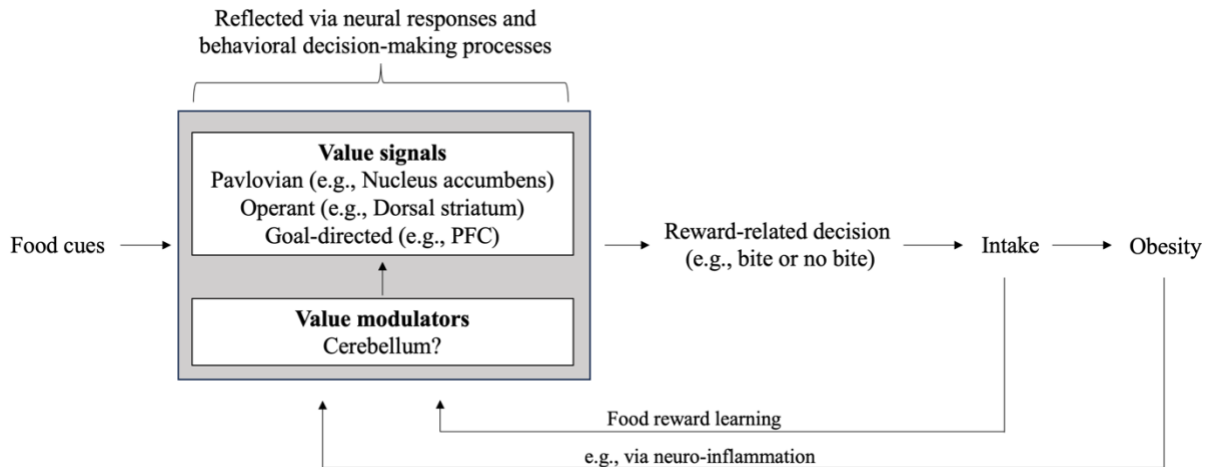 Reflected via neural responses and
behavioral decision-making processes
Value signals
Pavlovian (e.g., Nucleus accumbens)
Operant (e.g., Dorsal striatum)
Goal-directed (e.g., PFC)
Food cues
Reward-related decision
(e.g., bite or no bite)
Intake
Obesity
Value modulators
Cerebellum?
Food reward learning
e.g., via neuro-inflammation